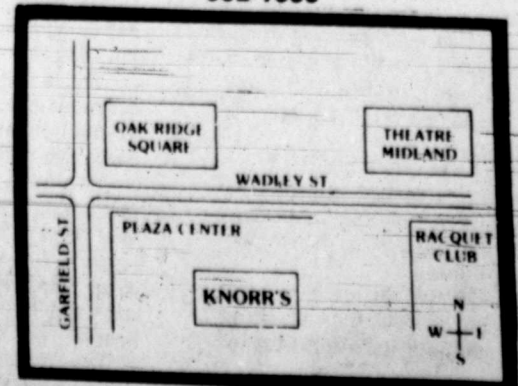 OAK RIDGE
SQUARE
THEATRE
MIDLAND
WADLEY ST
GARFIELD ST
PLAZA CENTER
RACQUET
CLUB
KNORR'S
N
W
S